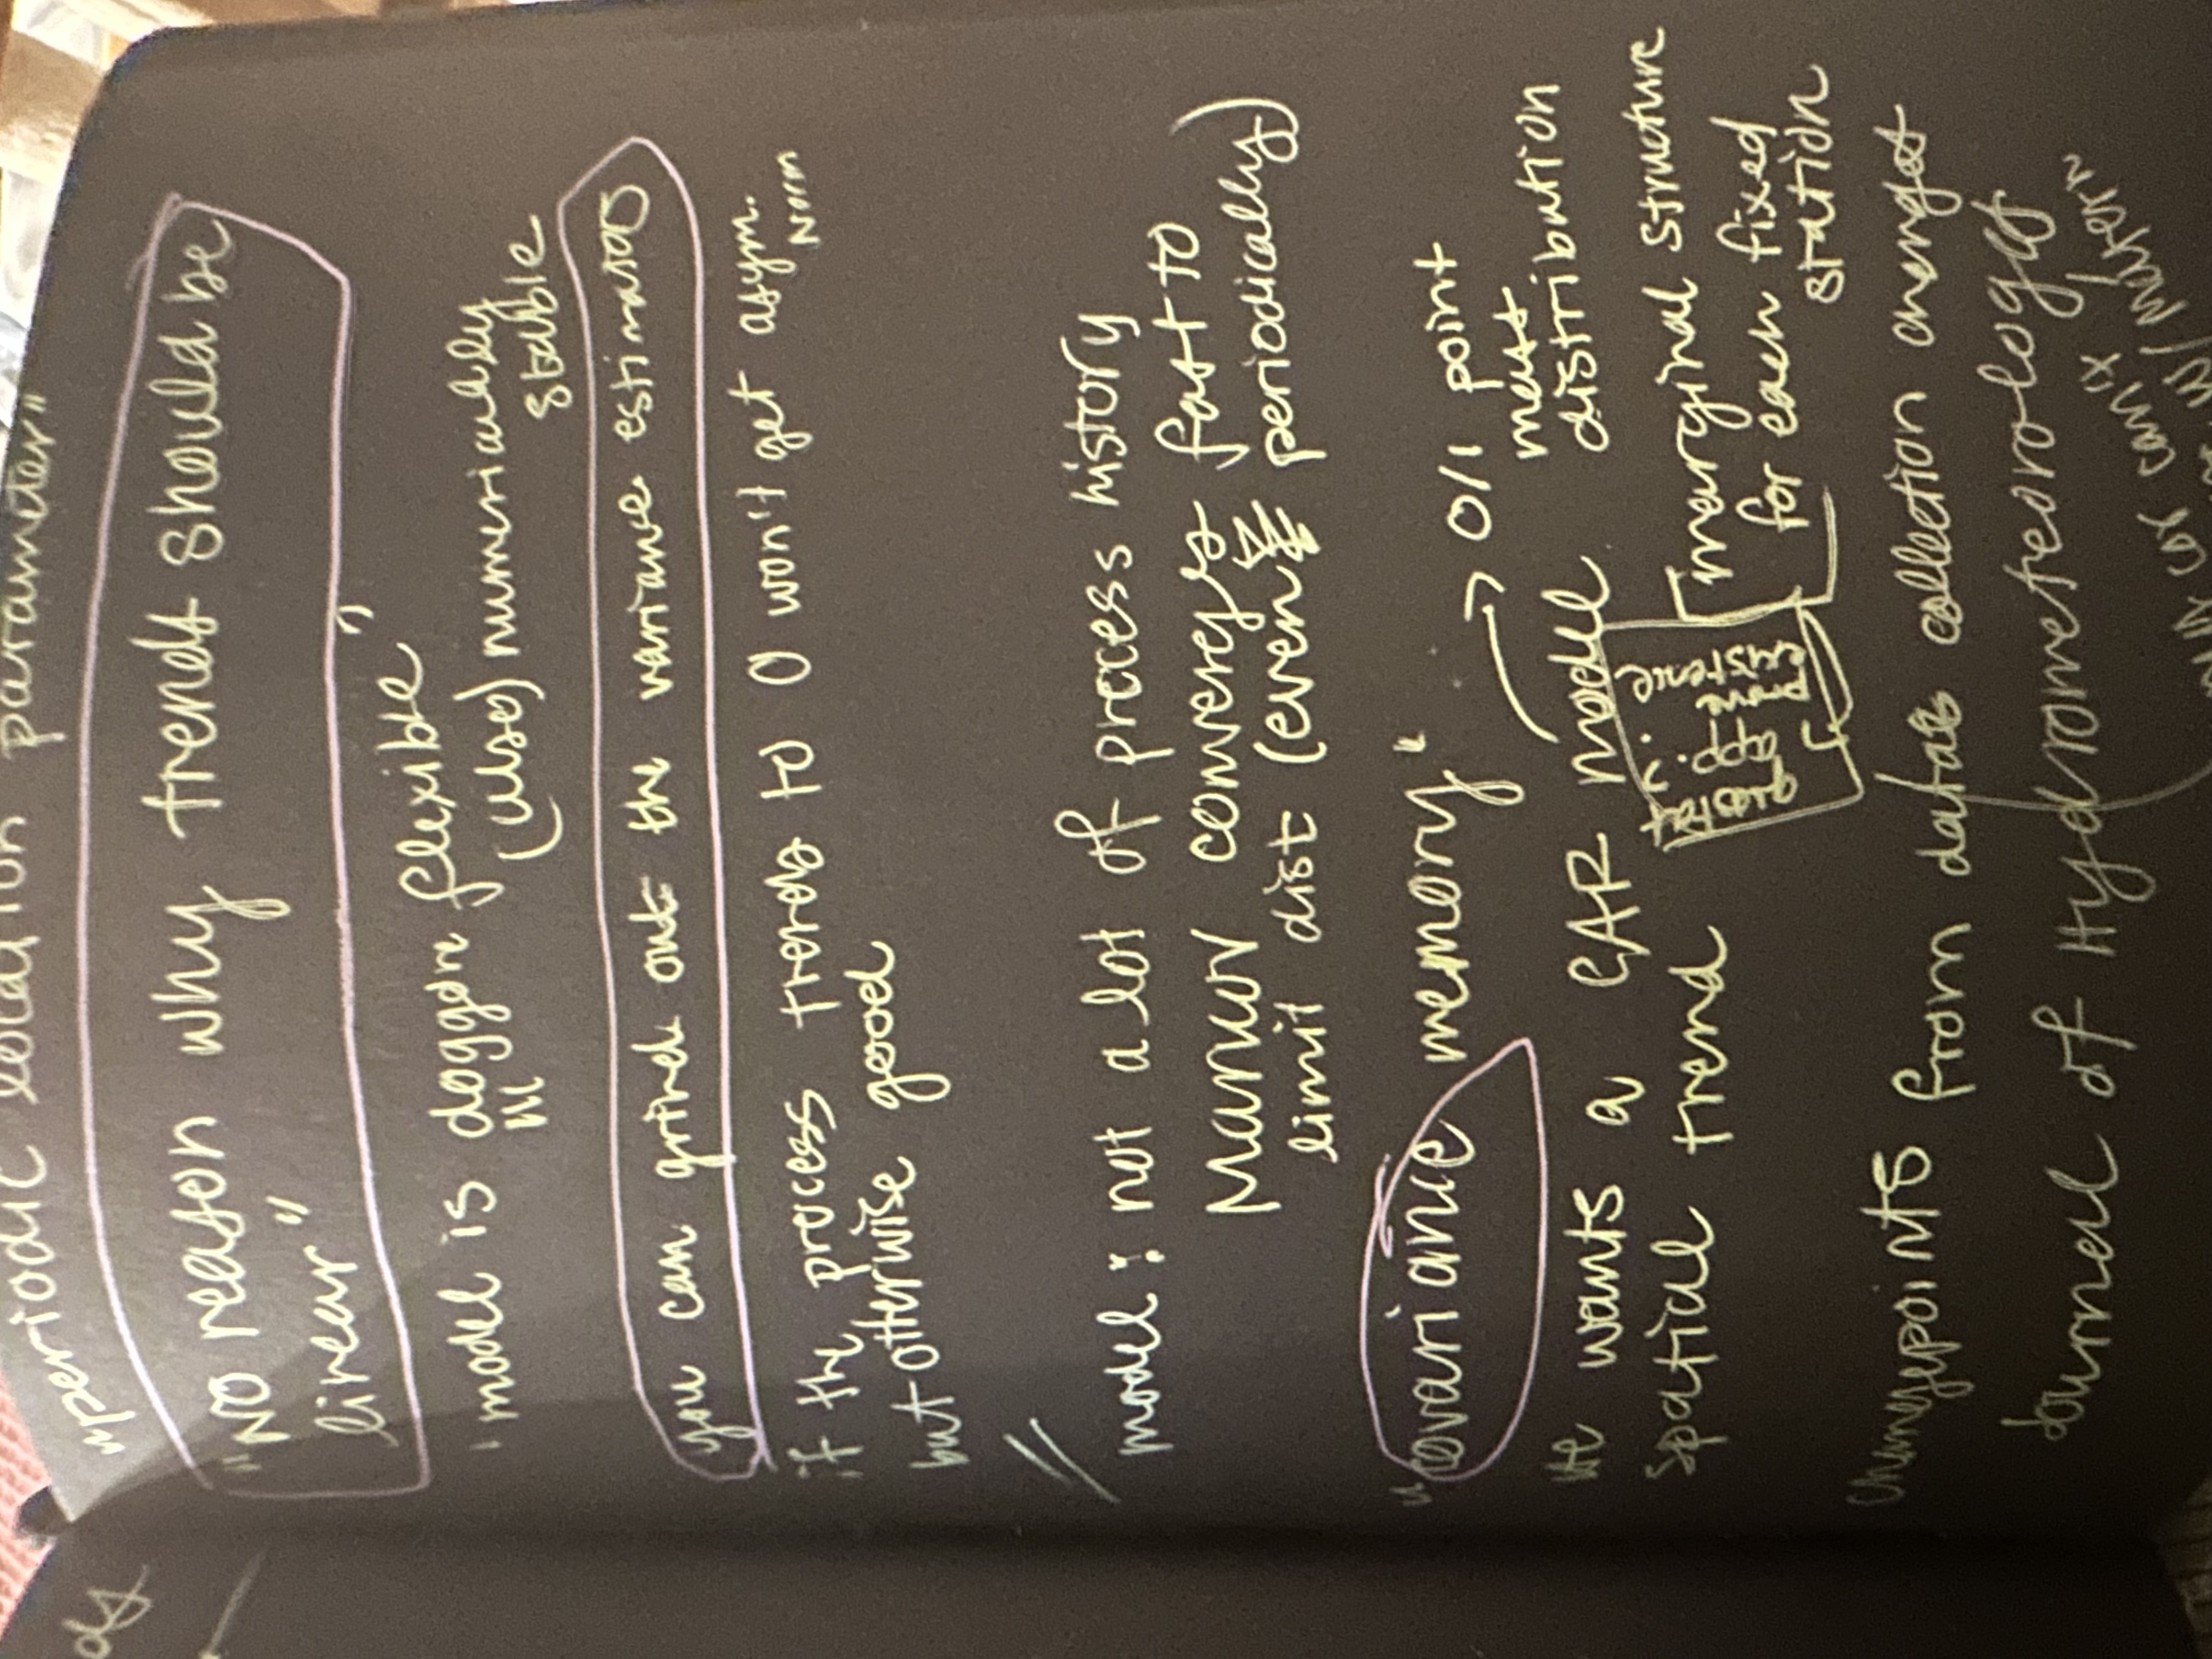 "periodic location parameter"
"No reason why trends should be
linear"
'model is doggone flexible"
(also) numerically
stable
you can grind out the variance estimators
if the process trends to 0 won't get asym.
Norm
but otherwise good
model: not a lot of process history
Markov converges fast to
limit dist (even periodically)
"covariance memory"
0/1 point
mass
distribution
He wants a CAR model
spatial trend
app.?
prove
existence
marginal structure
for each fixed
station
changepoints from data collection changes
Journal of Hydrometeorology
cor can't
w/ Matern